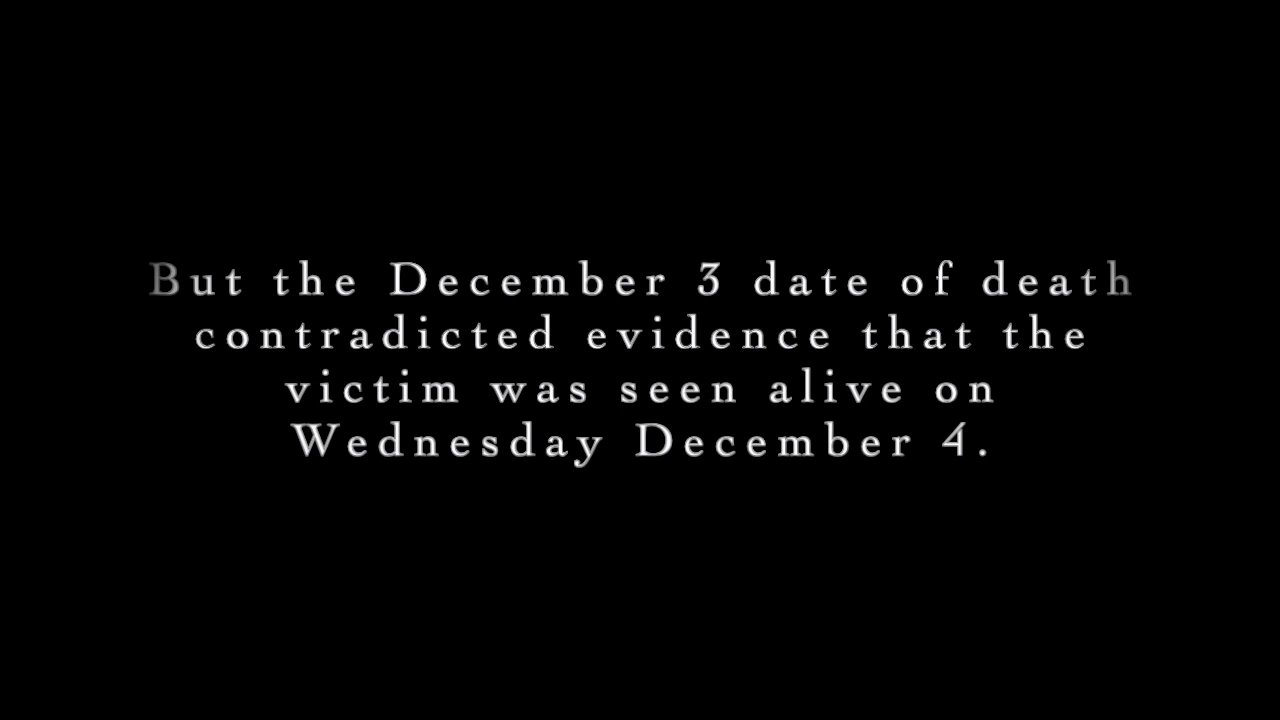 But the December 3 date of death
contradicted evidence that the
victim was seen alive on
Wednesday December 4.